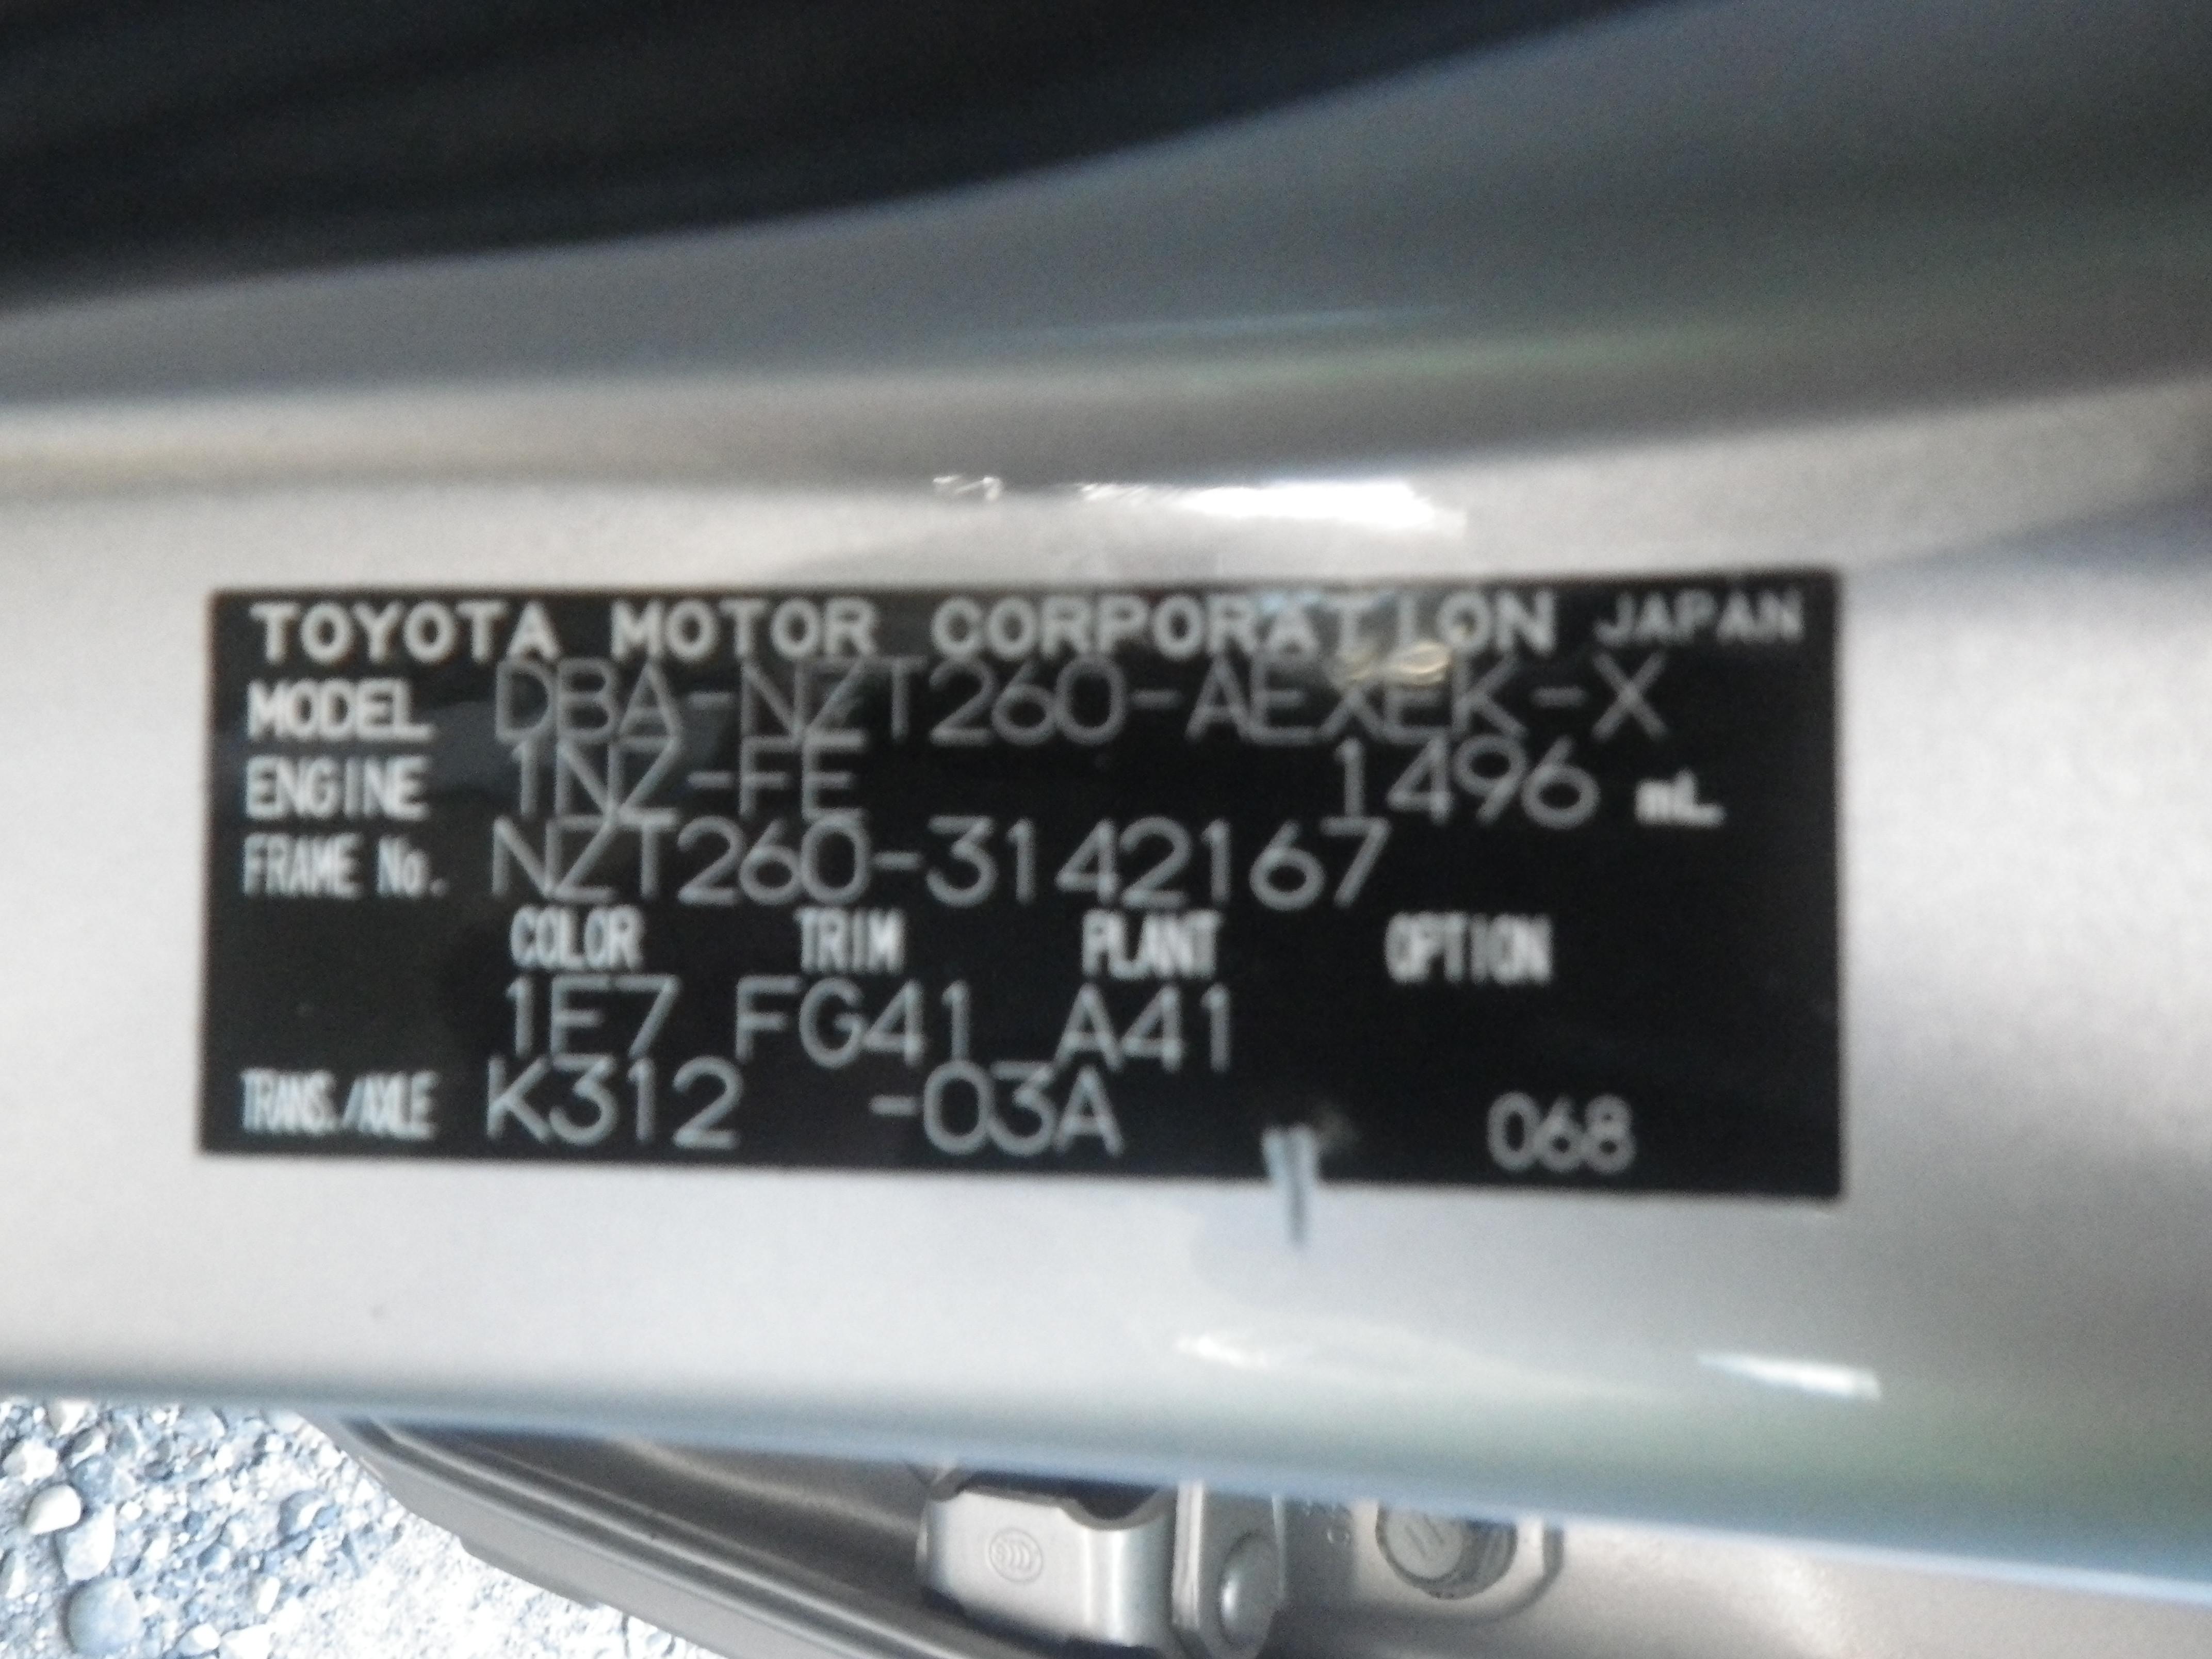 TOYOTA MOTOR CORPORATION JAPAN
MODEL DBA-NZT260-AEXEK-X
ENGINE 1NZ-FE 1496 mL
FRAME No. NZT260-3142167
COLOR TRIM PLANT OPTION
1E7 FG41 A41
TRANS./AXLE K312 -03A 068